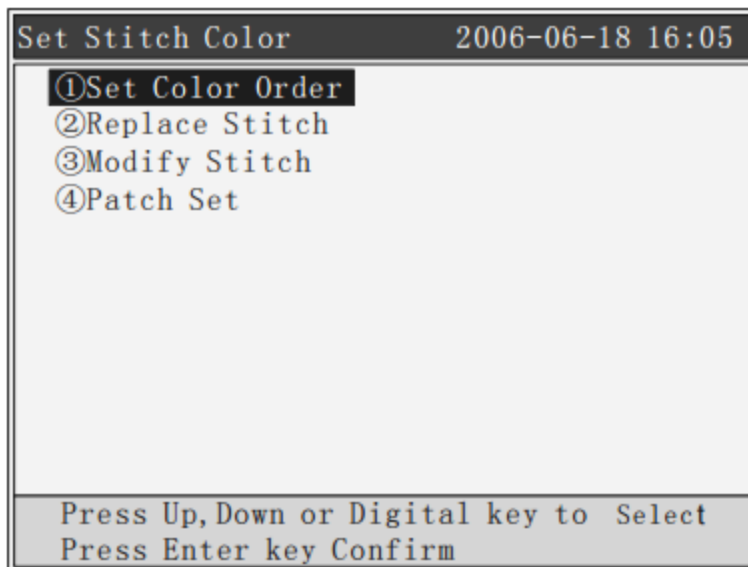 Set Stitch Color 2006-06-18 16:05
①Set Color Order
②Replace Stitch
③Modify Stitch
④Patch Set
Press Up,Down or Digital key to Select
Press Enter key Confirm